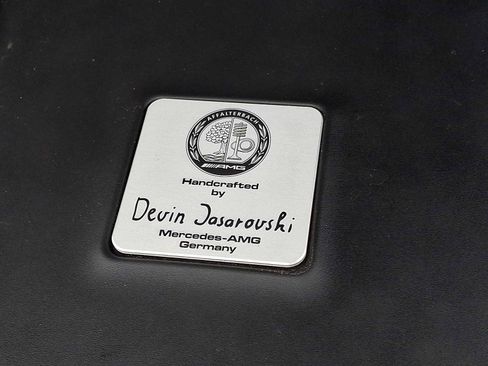 AFFALTERBACH
AMG
Handcrafted
by
Devin Jasarovski
Mercedes-AMG
Germany